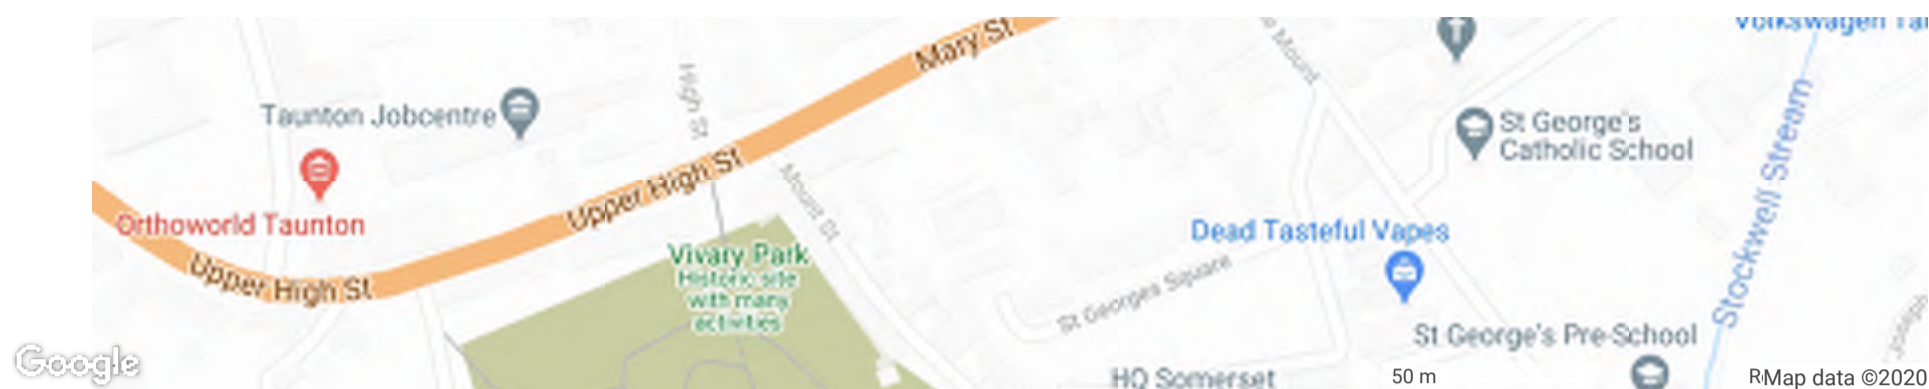 Mary St
High St
Taunton Jobcentre
St George's
Catholic School
Upper High St
Mount St
Orthoworld Taunton
Dead Tasteful Vapes
Stockwell Stream
Vivary Park
Historic site
with many
activities
Upper High St
St Georges Square
St George's Pre-School
Google
HQ Somerset
50 m
Map data ©2020
Mount
Volkswagen